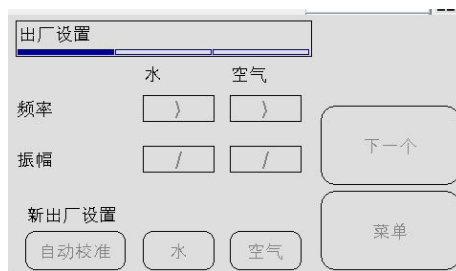 出厂设置
水 空气
频率 〉 〉
振幅 / /
下一个
新出厂设置
菜单
自动校准 水 空气